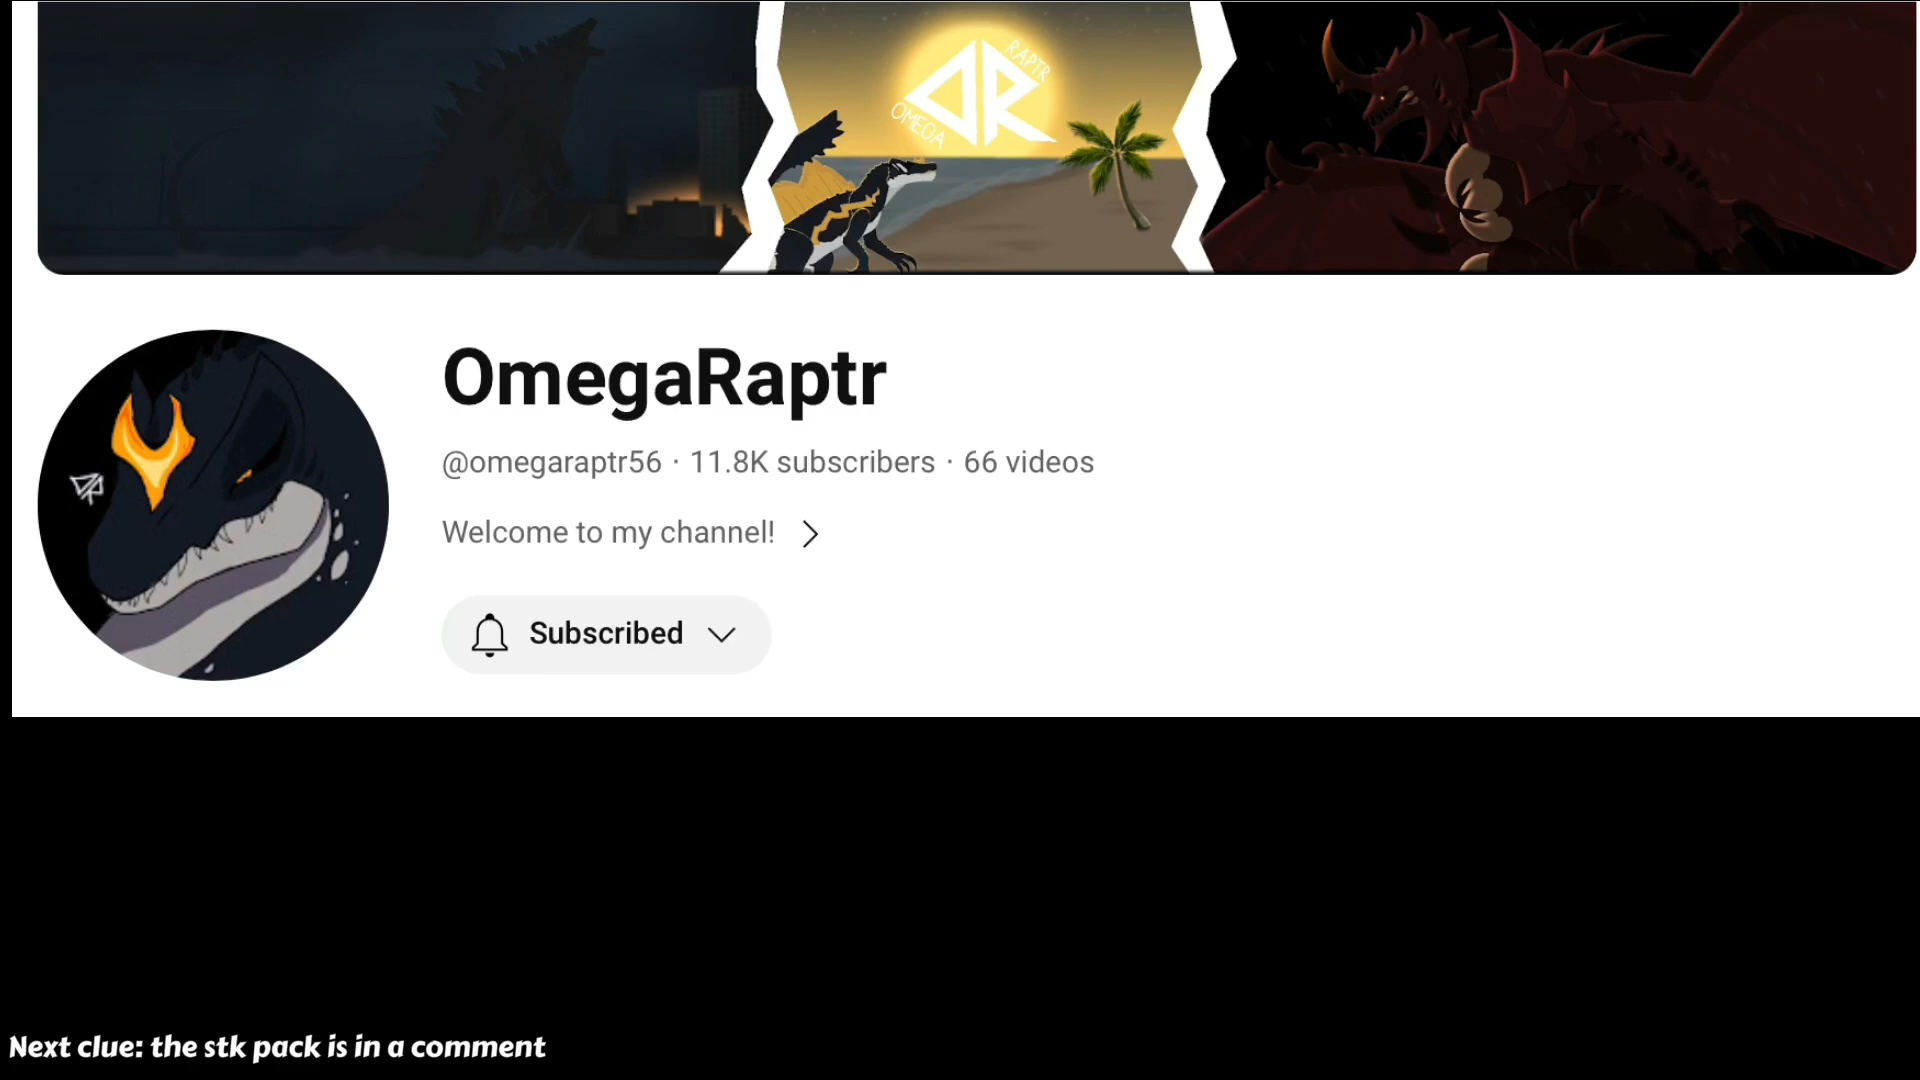 RAPTR
OMEGA
OmegaRaptr
@omegaraptr56 · 11.8K subscribers · 66 videos
Welcome to my channel!
Subscribed
Next clue: the stk pack is in a comment